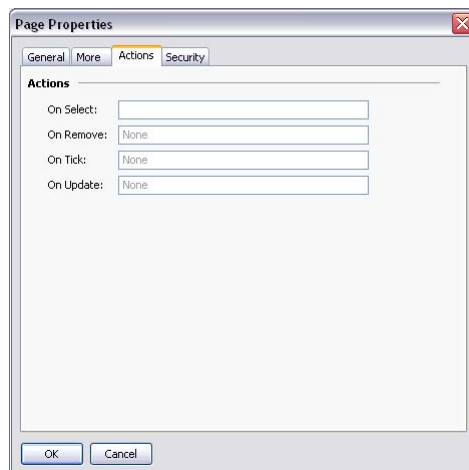 Page Properties
General More Actions Security
Actions
On Select:
On Remove: None
On Tick: None
On Update: None
OK Cancel